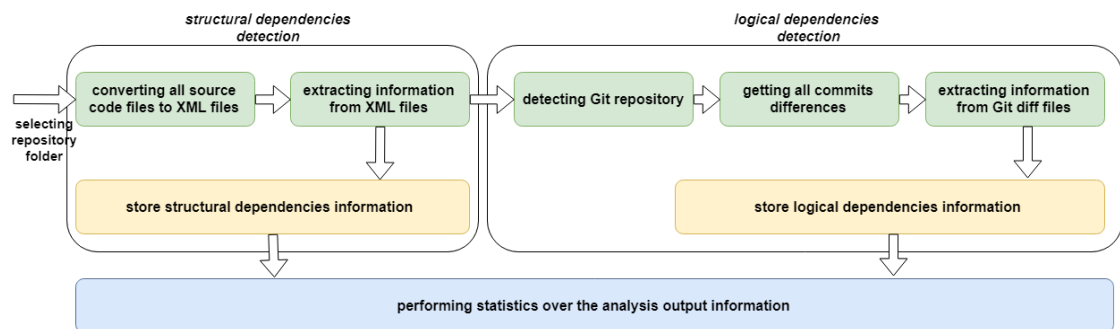 structural dependencies
detection
logical dependencies
detection
converting all source
code files to XML files
extracting information
from XML files
detecting Git repository
getting all commits
differences
extracting information
from Git diff files
selecting
repository
folder
store structural dependencies information
store logical dependencies information
performing statistics over the analysis output information